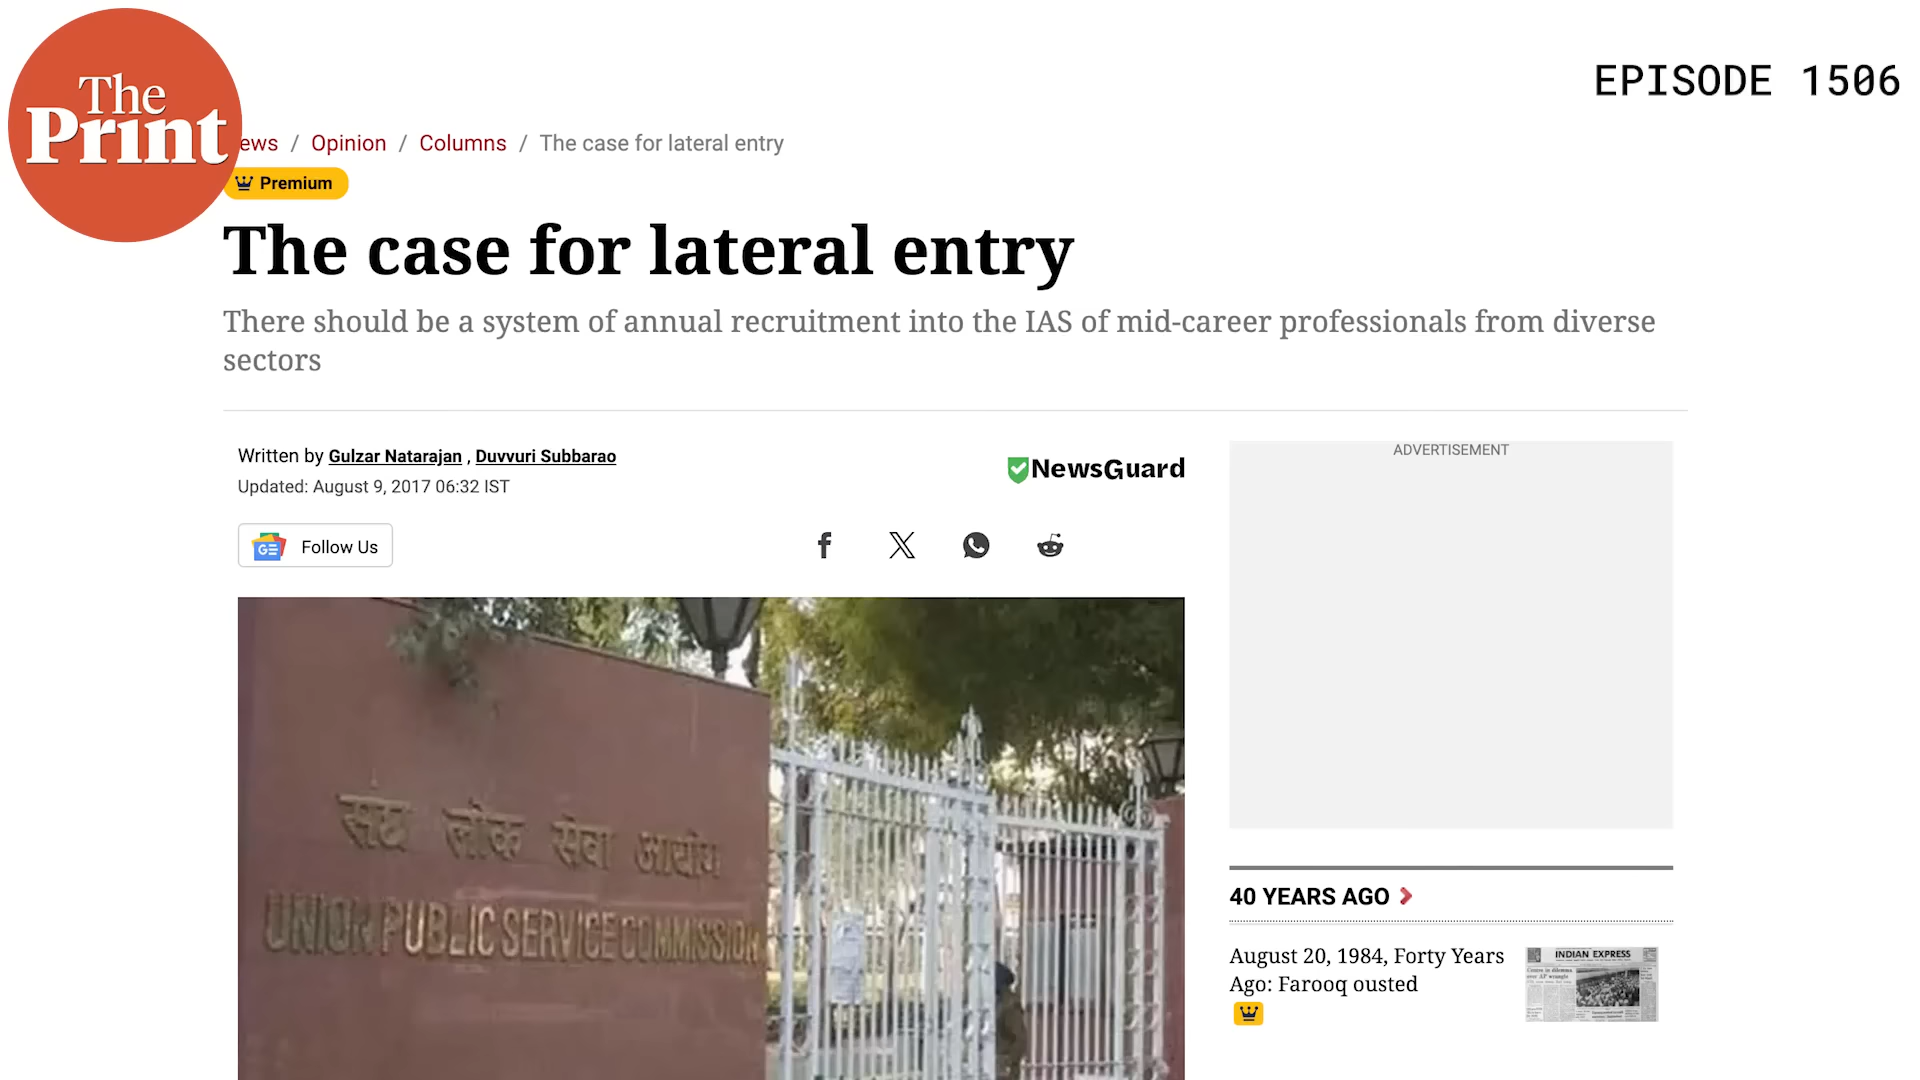 The
Print
EPISODE 1506
ews / Opinion / Columns / The case for lateral entry
Premium
The case for lateral entry
There should be a system of annual recruitment into the IAS of mid-career professionals from diverse
sectors
Written by Gulzar Natarajan , Duvvuri Subbarao
Updated: August 9, 2017 06:32 IST
NewsGuard
GE Follow Us
ADVERTISEMENT
संघ लोक सेवा आयोग
UNION PUBLIC SERVICE COMMISSION
40 YEARS AGO
August 20, 1984, Forty Years
Ago: Farooq ousted
INDIAN EXPRESS